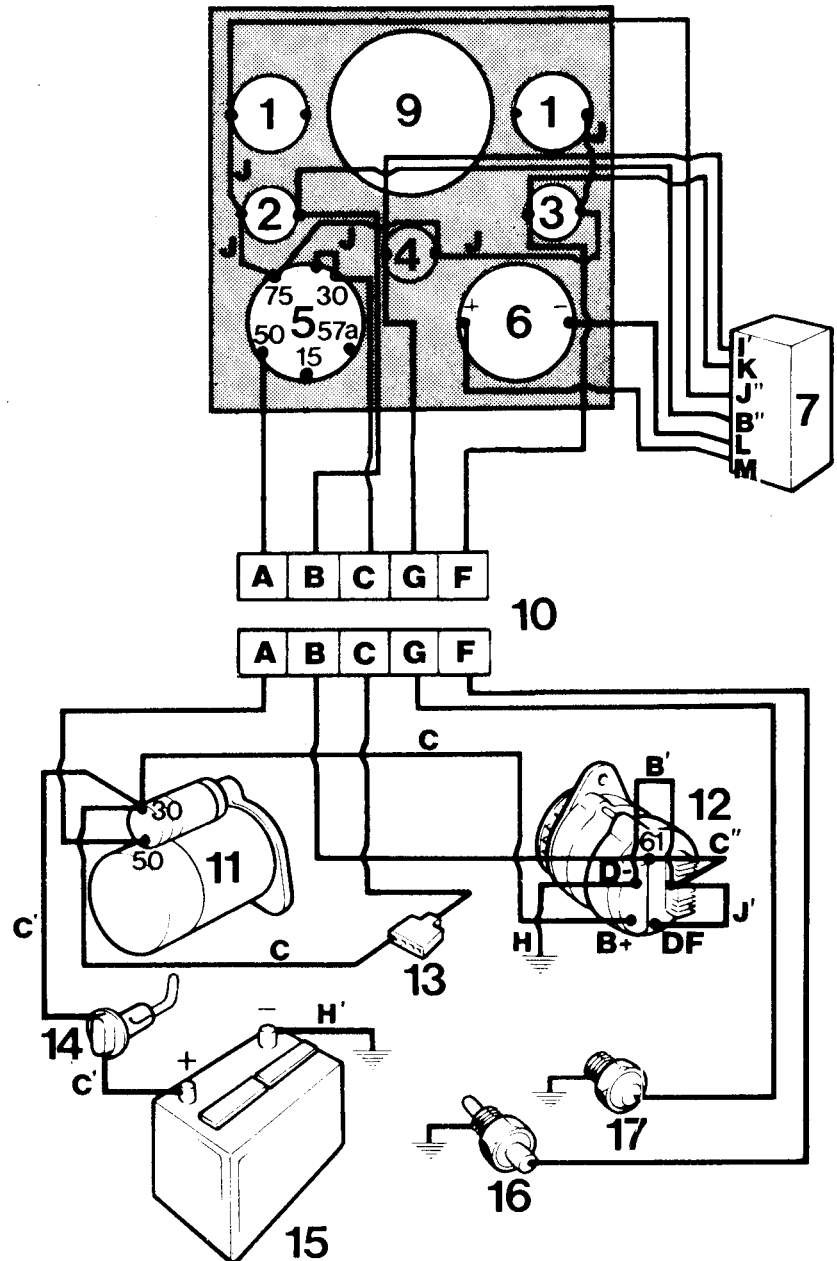 1 9 1
J J
2 3
J J 4 J
75 30
50 5 57a + 6 -
15
I'
K
J"
7
B"
L
M
A B C G F
10
A B C G F
C
B'
12
30
61 C"
50 11
D-
J'
C'
H B+ DF
C
13
- H'
14
+
C'
17
16
15